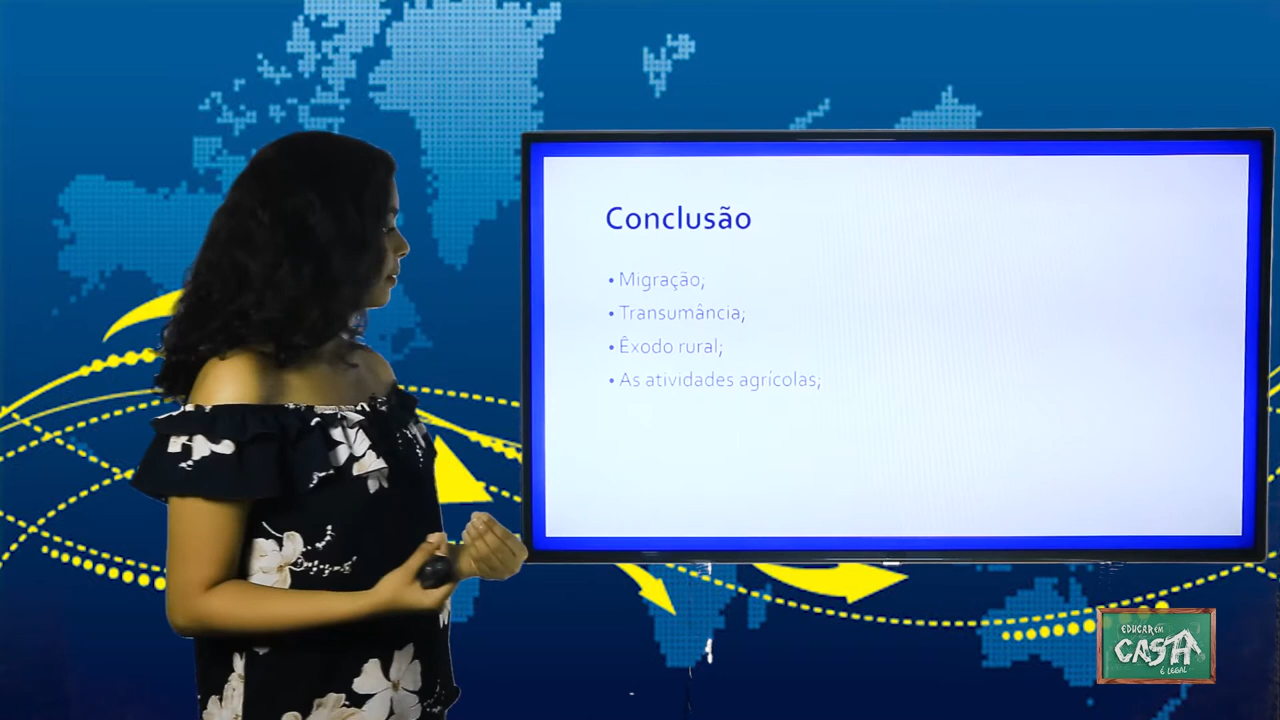 Conclusão
• Migração;
• Transumância;
• Êxodo rural;
• As atividades agrícolas;
EDUCAR EM
CASA
É LEGAL